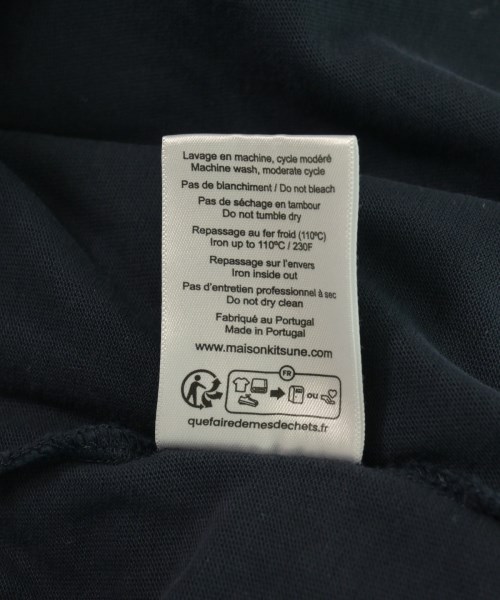 Lavage en machine, cycle modéré
Machine wash, moderate cycle
Pas de blanchiment / Do not bleach
Pas de séchage en tambour
Do not tumble dry
Repassage au fer froid (110ºC)
Iron up to 110ºC / 230F
Repassage sur l'envers
Iron inside out
Pas d'entretien professionnel à sec
Do not dry clean
Fabriqué au Portugal
Made in Portugal
www.maisonkitsune.com
FR
ou
quefairedemesdechets.fr